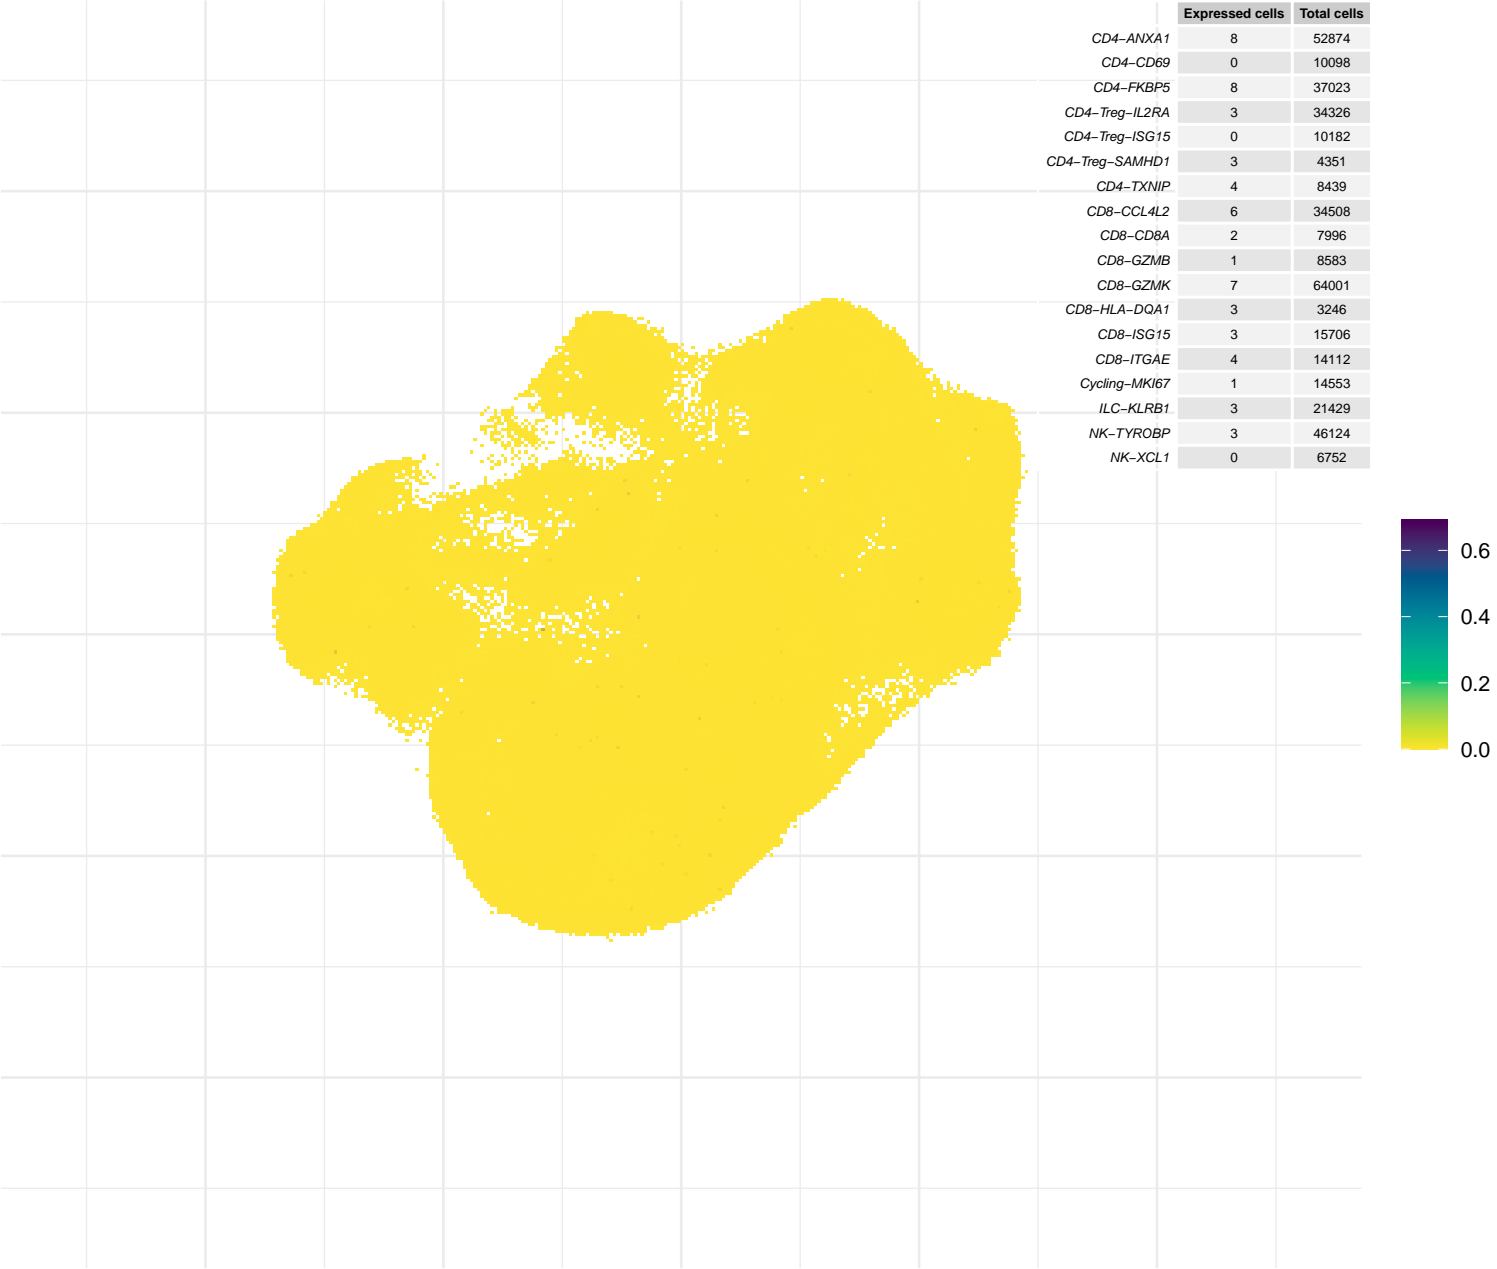 Expressed cells Total cells
CD4−ANXA1 8 52874
CD4−CD69 0 10098
CD4−FKBP5 8 37023
CD4−Treg−IL2RA 3 34326
CD4−Treg−ISG15 0 10182
CD4−Treg−SAMHD1 3 4351
CD4−TXNIP 4 8439
CD8−CCL4L2 6 34508
CD8−CD8A 2 7996
CD8−GZMB 1 8583
CD8−GZMK 7 64001
CD8−HLA−DQA1 3 3246
CD8−ISG15 3 15706
CD8−ITGAE 4 14112
Cycling−MKI67 1 14553
ILC−KLRB1 3 21429
NK−TYROBP 3 46124
NK−XCL1 0 6752
0.6
0.4
0.2
0.0